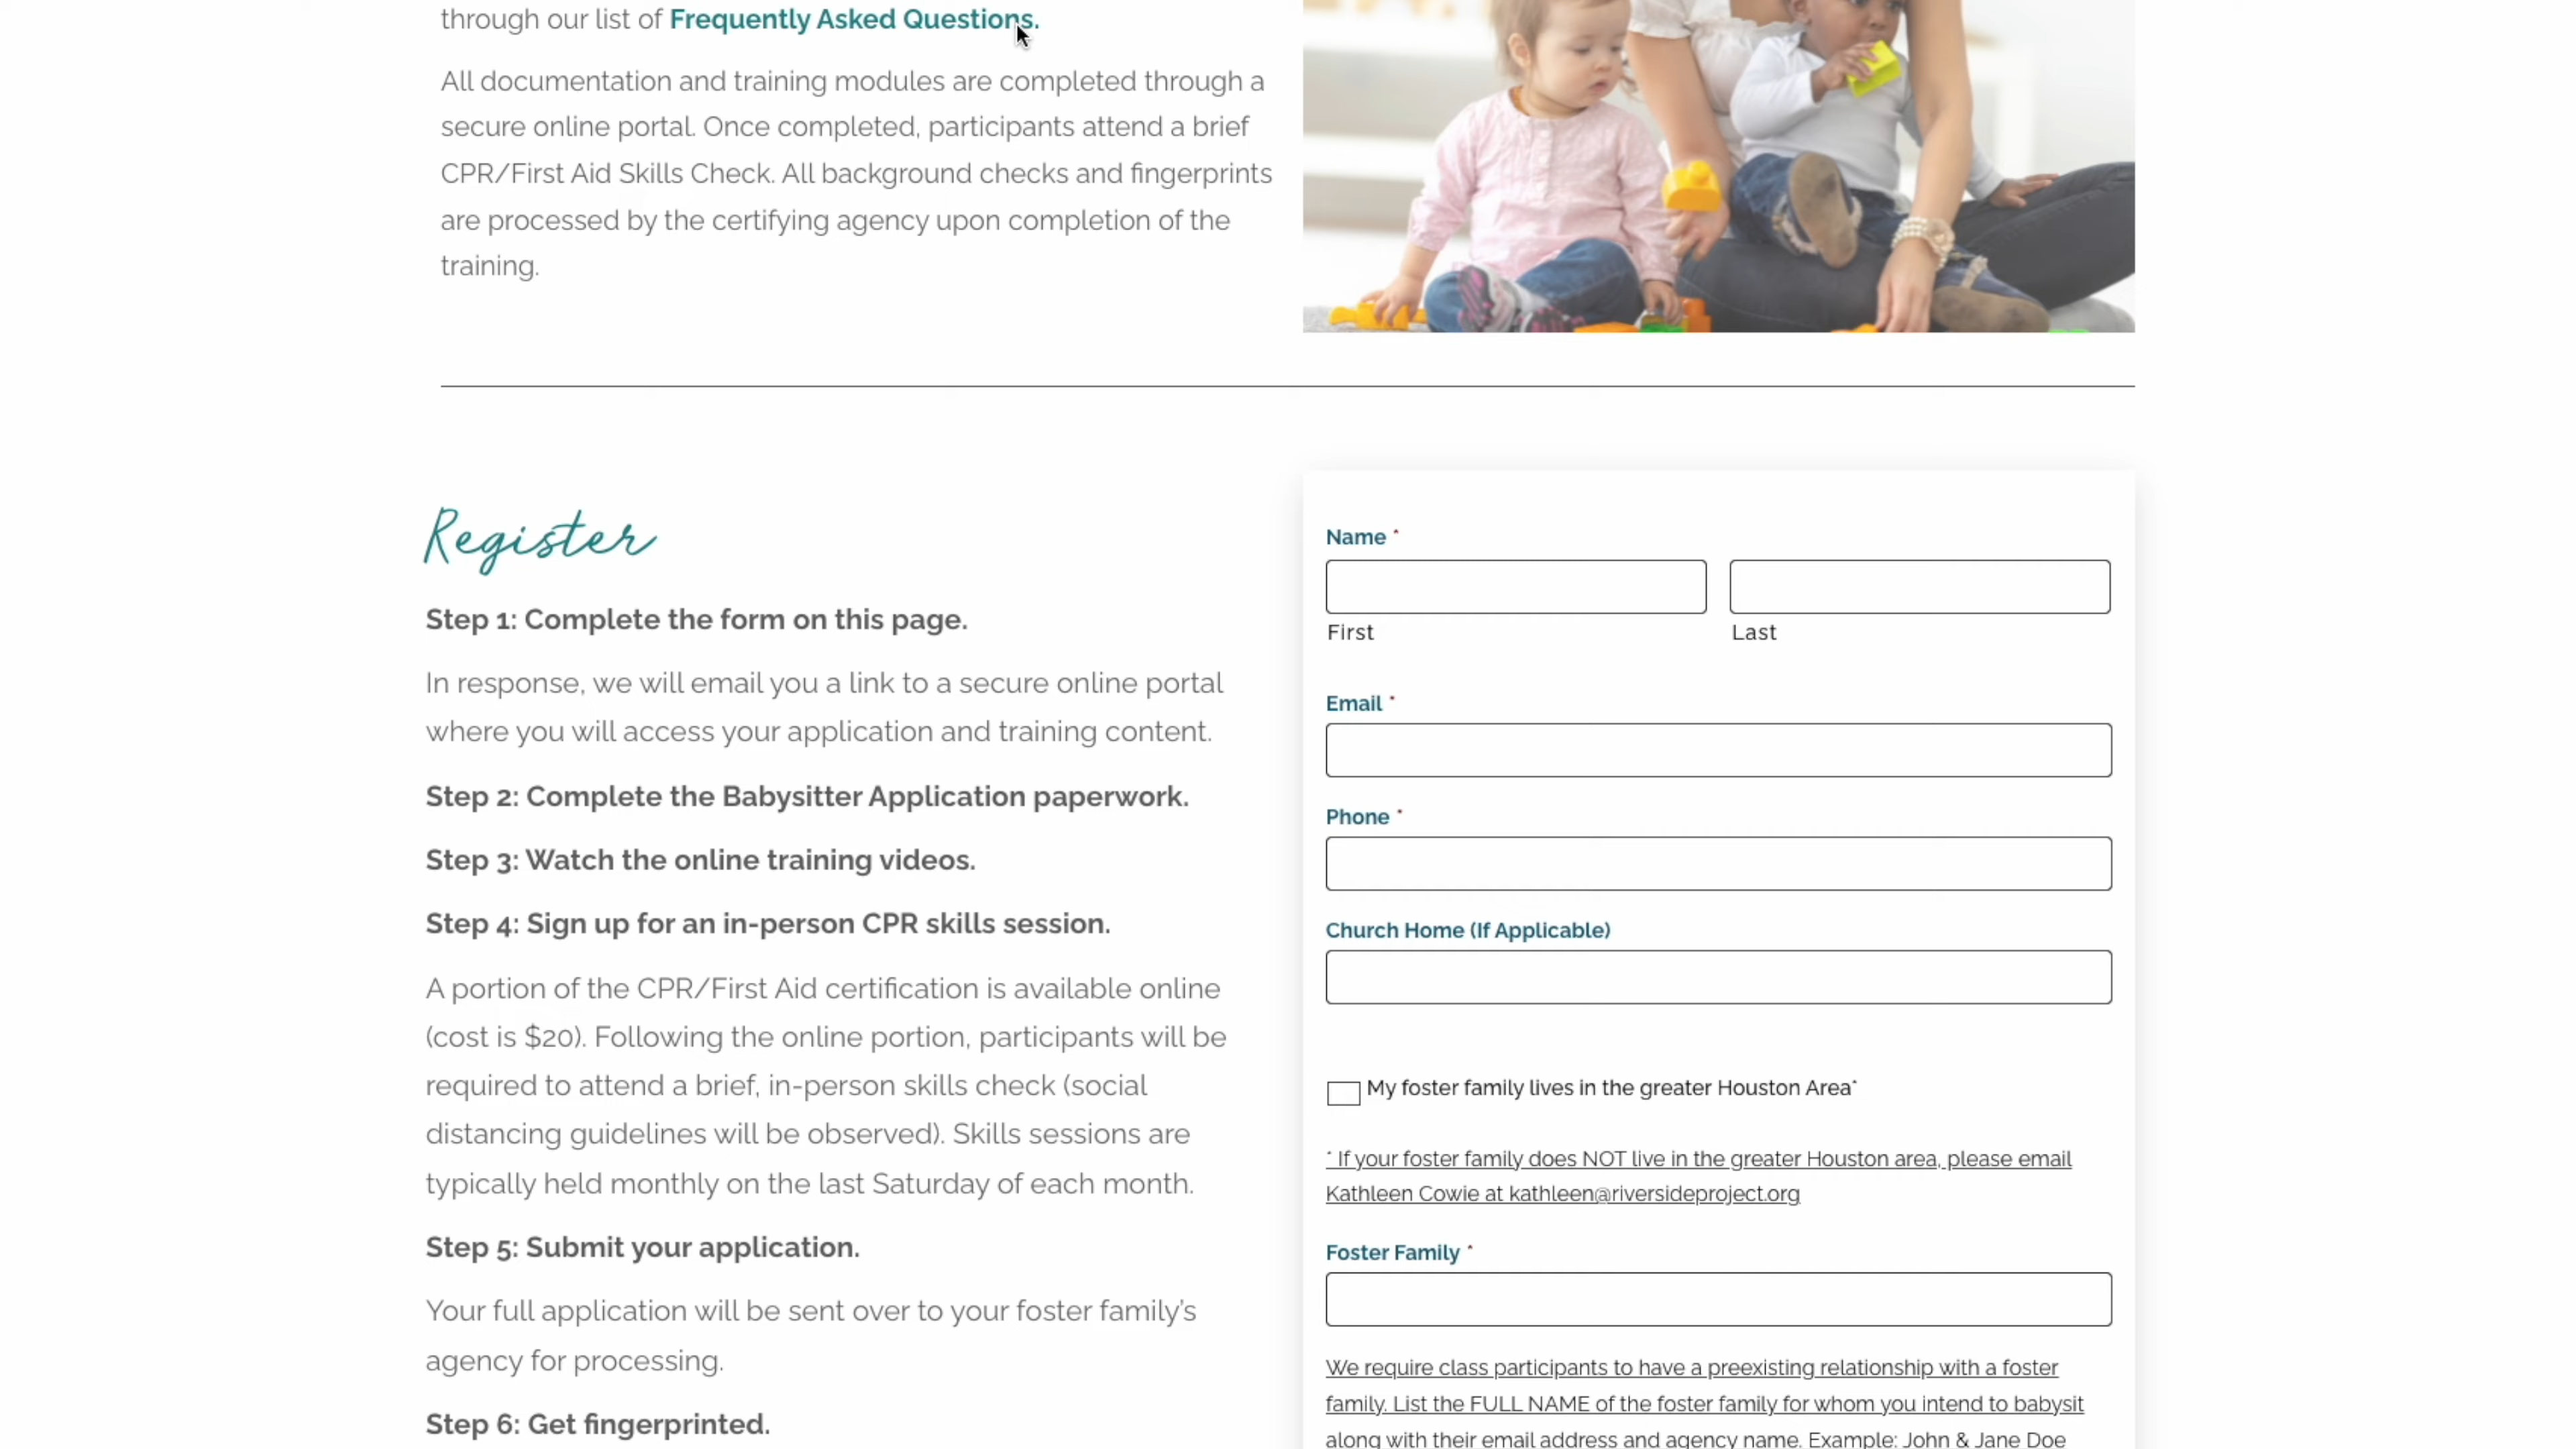 through our list of Frequently Asked Questions.
All documentation and training modules are completed through a
secure online portal. Once completed, participants attend a brief
CPR/First Aid Skills Check. All background checks and fingerprints
are processed by the certifying agency upon completion of the
training.
Register
Step 1: Complete the form on this page.
In response, we will email you a link to a secure online portal
where you will access your application and training content.
Step 2: Complete the Babysitter Application paperwork.
Step 3: Watch the online training videos.
Step 4: Sign up for an in-person CPR skills session.
A portion of the CPR/First Aid certification is available online
(cost is $20). Following the online portion, participants will be
required to attend a brief, in-person skills check (social
distancing guidelines will be observed). Skills sessions are
typically held monthly on the last Saturday of each month.
Step 5: Submit your application.
Your full application will be sent over to your foster family's
agency for processing.
Step 6: Get fingerprinted.
Name *
First Last
Email *
Phone *
Church Home (If Applicable)
My foster family lives in the greater Houston Area*
* If your foster family does NOT live in the greater Houston area, please email
Kathleen Cowie at kathleen@riversideproject.org
Foster Family *
We require class participants to have a preexisting relationship with a foster
family. List the FULL NAME of the foster family for whom you intend to babysit
along with their email address and agency name. Example: John & Jane Doe